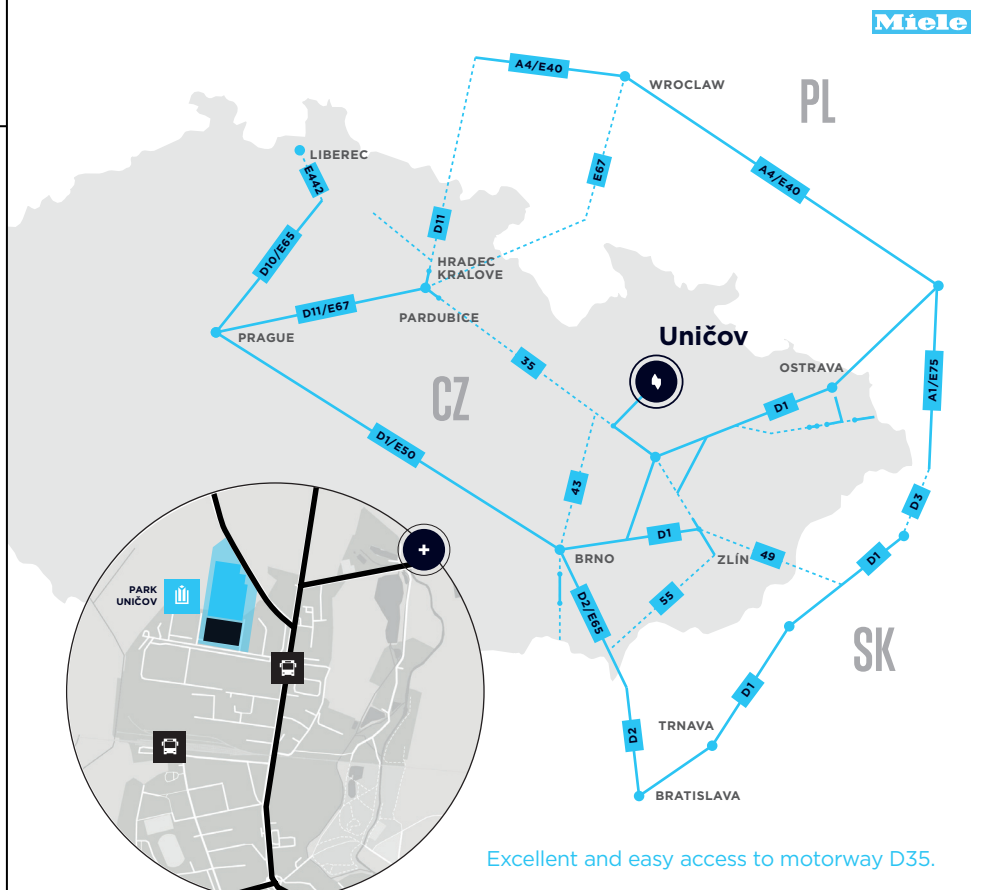 Miele
A4/E40
WROCLAW
PL
LIBEREC
E442
E67
A4/E40
D11
D10/E65
HRADEC
KRALOVE
D11/E67
PARDUBICE
PRAGUE
Uničov
35
OSTRAVA
A1/E75
CZ
D1
D1/E50
43
D3
D1
BRNO
ZLÍN
49
D1
PARK
UNIČOV
+
D2/E65
55
SK
D1
TRNAVA
D2
BRATISLAVA
Excellent and easy access to motorway D35.